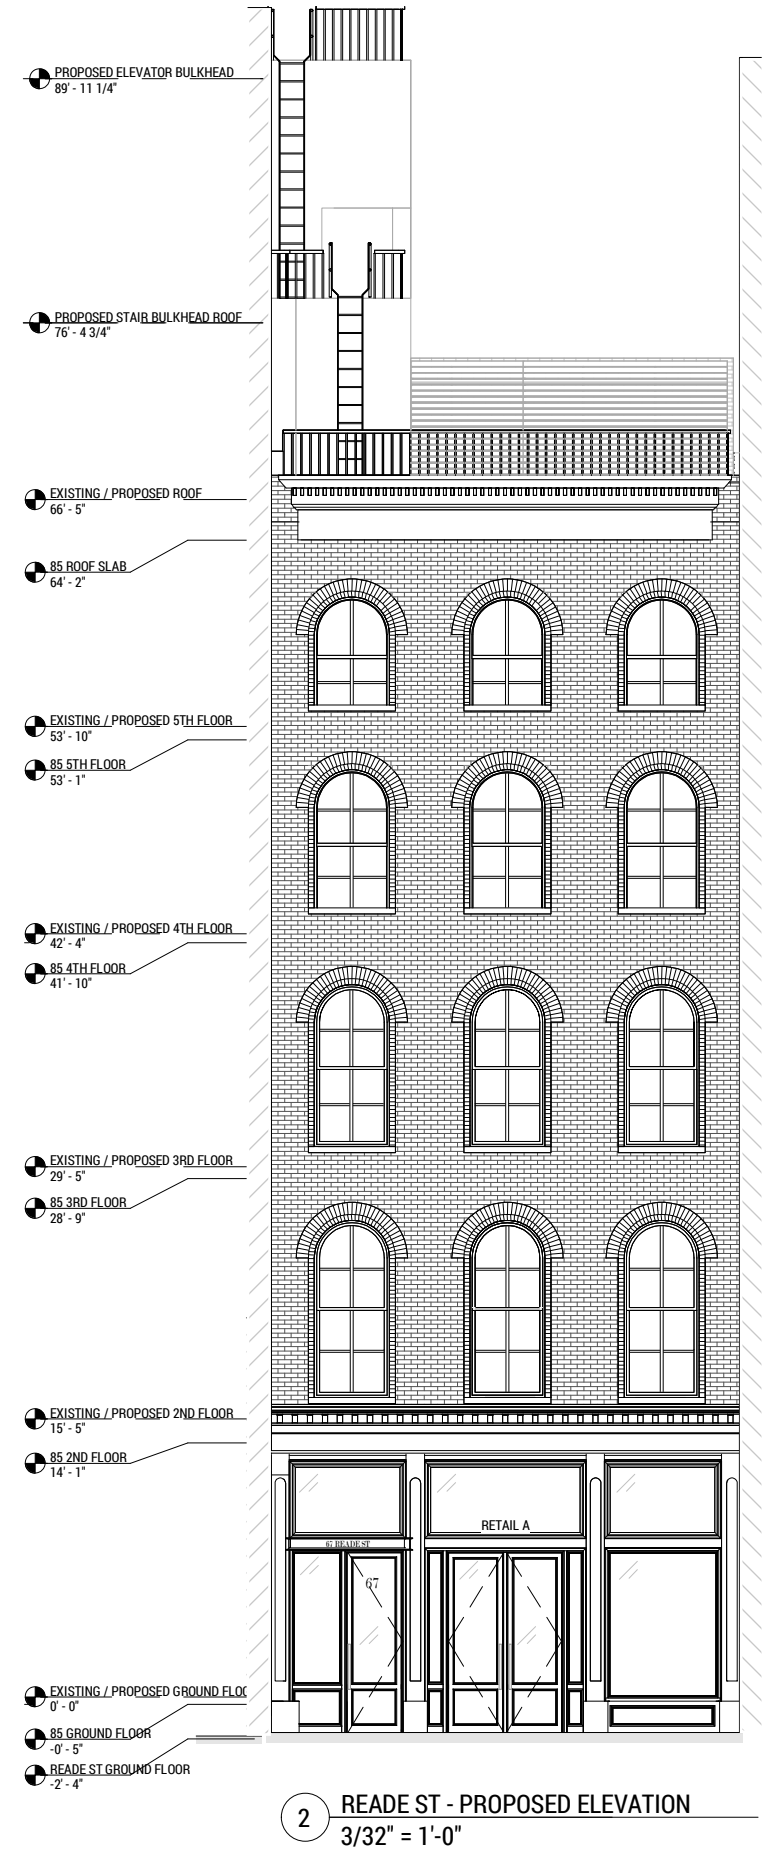 PROPOSED ELEVATOR BULKHEAD
89' - 11 1/4"
PROPOSED STAIR BULKHEAD ROOF
76' - 4 3/4"
EXISTING / PROPOSED ROOF
66' - 5"
85 ROOF SLAB
64' - 2"
EXISTING / PROPOSED 5TH FLOOR
53' - 10"
85 5TH FLOOR
53' - 1"
EXISTING / PROPOSED 4TH FLOOR
42' - 4"
85 4TH FLOOR
41' - 10"
EXISTING / PROPOSED 3RD FLOOR
29' - 5"
85 3RD FLOOR
28' - 9"
EXISTING / PROPOSED 2ND FLOOR
15' - 5"
85 2ND FLOOR
14' - 1"
RETAIL A
67 READE ST
67
EXISTING / PROPOSED GROUND FLOO
0' - 0"
85 GROUND FLOOR
-0' - 5"
READE ST GROUND FLOOR
-2' - 4"
2
READE ST - PROPOSED ELEVATION
3/32" = 1'-0"